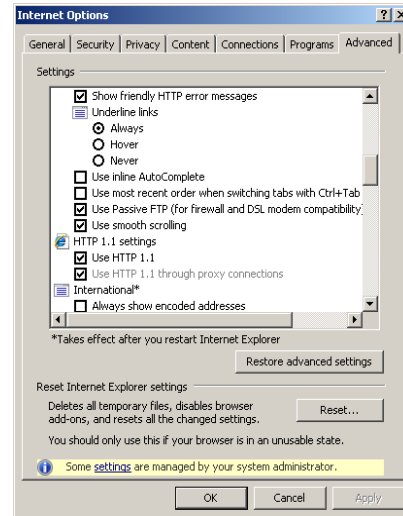 Internet Options
General Security Privacy Content Connections Programs Advanced
Settings
Show friendly HTTP error messages
Underline links
Always
Hover
Never
Use inline AutoComplete
Use most recent order when switching tabs with Ctrl+Tab
Use Passive FTP (for firewall and DSL modem compatibility)
Use smooth scrolling
HTTP 1.1 settings
Use HTTP 1.1
Use HTTP 1.1 through proxy connections
International*
Always show encoded addresses
*Takes effect after you restart Internet Explorer
Restore advanced settings
Reset Internet Explorer settings
Deletes all temporary files, disables browser
add-ons, and resets all the changed settings.
Reset...
You should only use this if your browser is in an unusable state.
Some settings are managed by your system administrator.
OK Cancel Apply